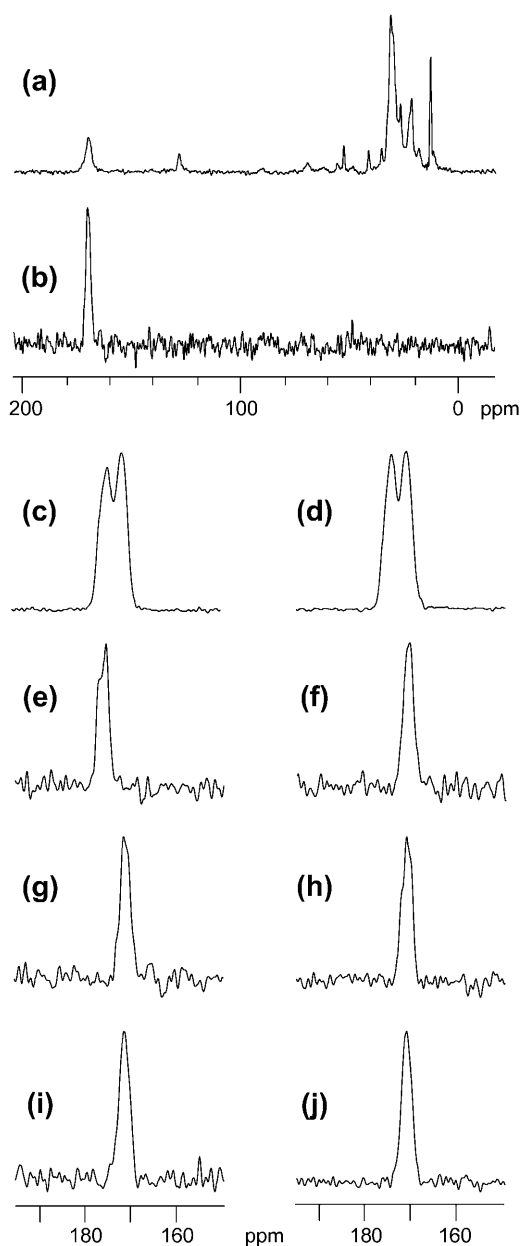 (a)
(b)
200 100 0 ppm
(c) (d)
(e) (f)
(g) (h)
(i) (j)
180 160 ppm 180 160